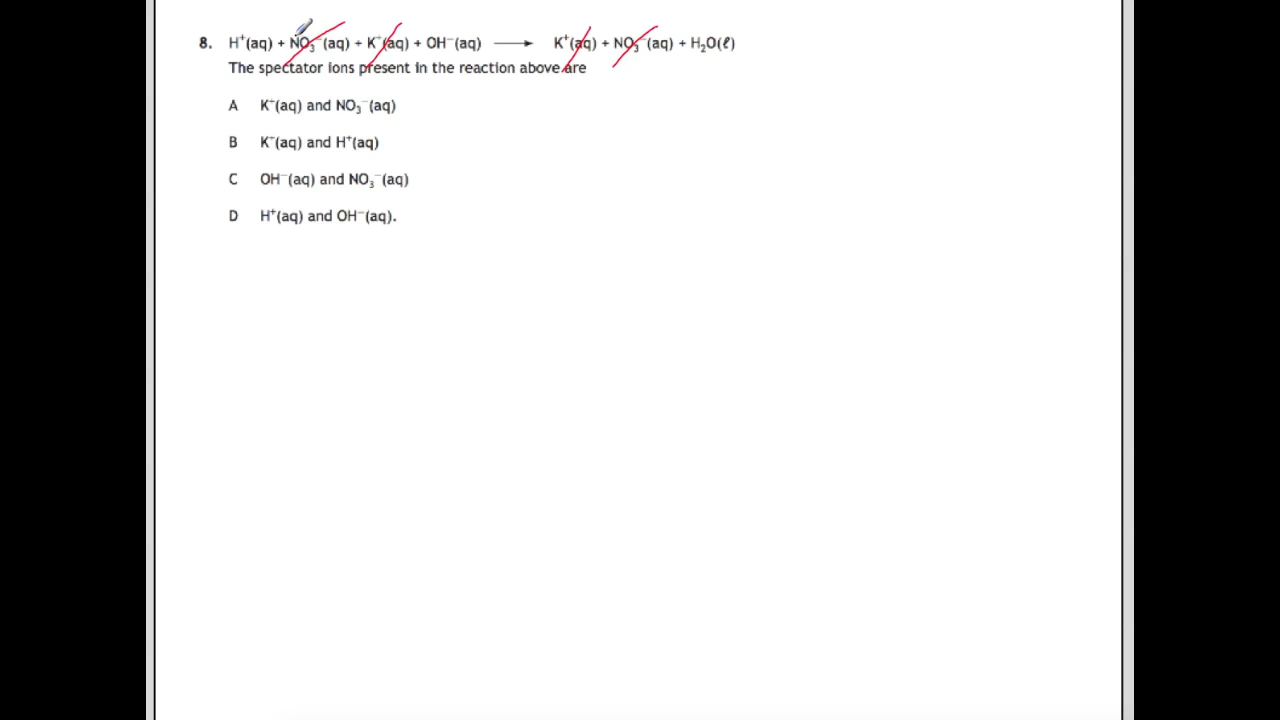 8. H⁺(aq) + NO₃⁻(aq) + K⁺(aq) + OH⁻(aq) ⟶ K⁺(aq) + NO₃⁻(aq) + H₂O(ℓ)
The spectator ions present in the reaction above are
A K⁺(aq) and NO₃⁻(aq)
B K⁺(aq) and H⁺(aq)
C OH⁻(aq) and NO₃⁻(aq)
D H⁺(aq) and OH⁻(aq).